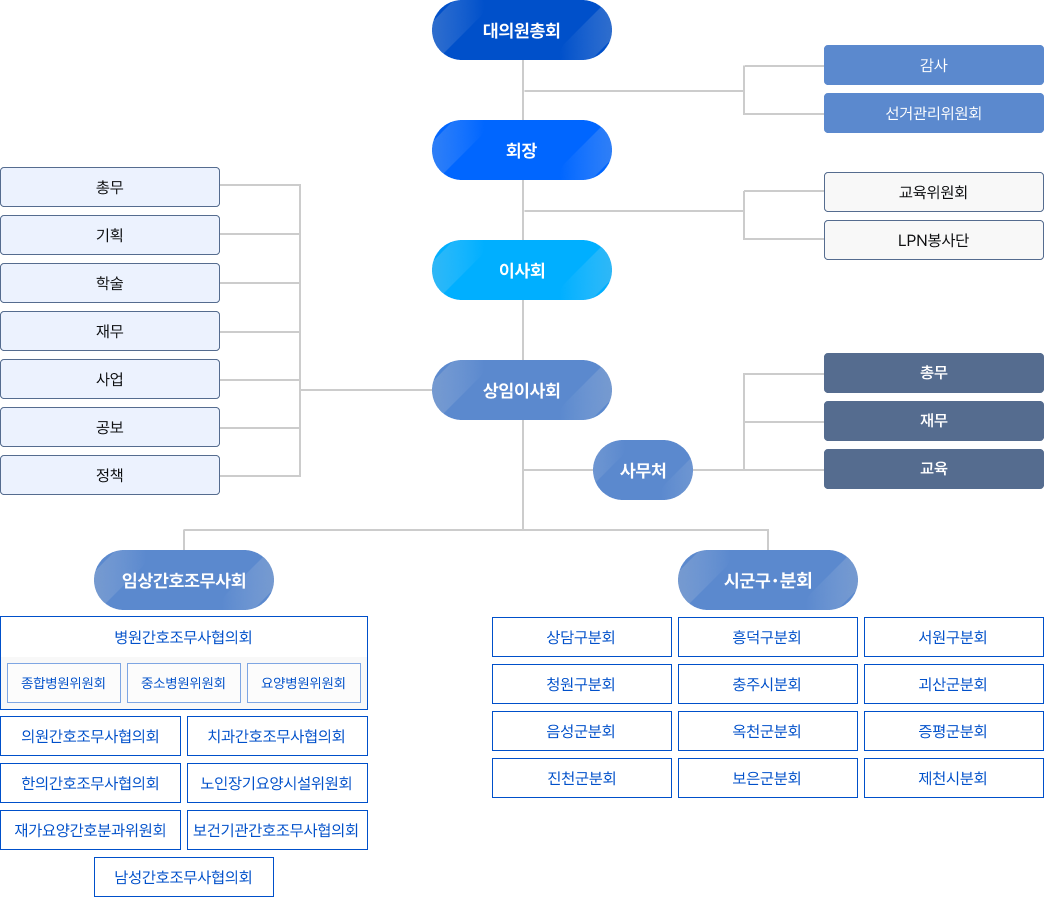 대의원총회
감사
선거관리위원회
회장
교육위원회
LPN봉사단
이사회
총무
기획
학술
재무
사업
공보
정책
상임이사회
사무처
총무
재무
교육
임상간호조무사회
병원간호조무사협의회
종합병원위원회 중소병원위원회 요양병원위원회
의원간호조무사협의회 치과간호조무사협의회
한의간호조무사협의회 노인장기요양시설위원회
재가요양간호분과위원회 보건기관간호조무사협의회
남성간호조무사협의회
시군구·분회
상담구분회 흥덕구분회 서원구분회
청원구분회 충주시분회 괴산군분회
음성군분회 옥천군분회 증평군분회
진천군분회 보은군분회 제천시분회